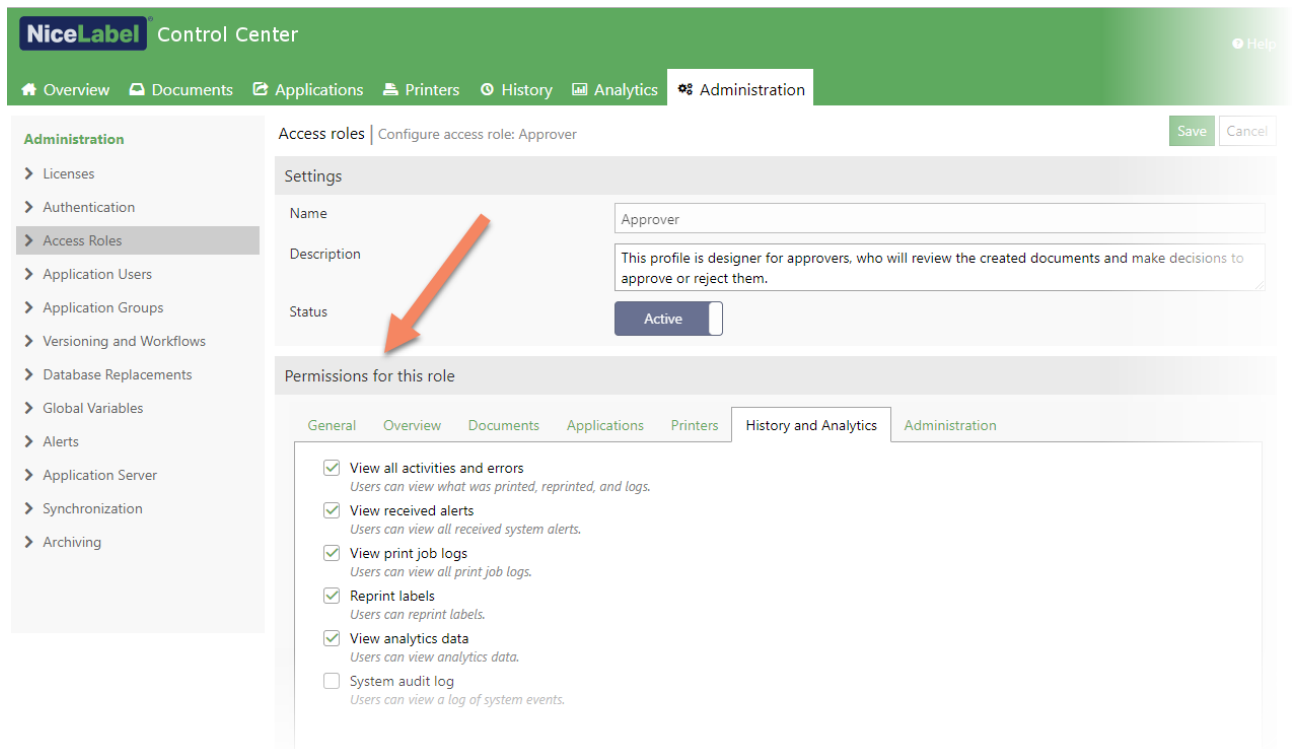 NiceLabel Control Center
Help
Overview Documents Applications Printers History Analytics Administration
Administration
Licenses
Authentication
Access Roles
Application Users
Application Groups
Versioning and Workflows
Database Replacements
Global Variables
Alerts
Application Server
Synchronization
Archiving
Access roles | Configure access role: Approver
Save Cancel
Settings
Name
Approver
Description
This profile is designer for approvers, who will review the created documents and make decisions to
approve or reject them.
Status
Active
Permissions for this role
General Overview Documents Applications Printers History and Analytics Administration
View all activities and errors
Users can view what was printed, reprinted, and logs.
View received alerts
Users can view all received system alerts.
View print job logs
Users can view all print job logs.
Reprint labels
Users can reprint labels.
View analytics data
Users can view analytics data.
System audit log
Users can view a log of system events.